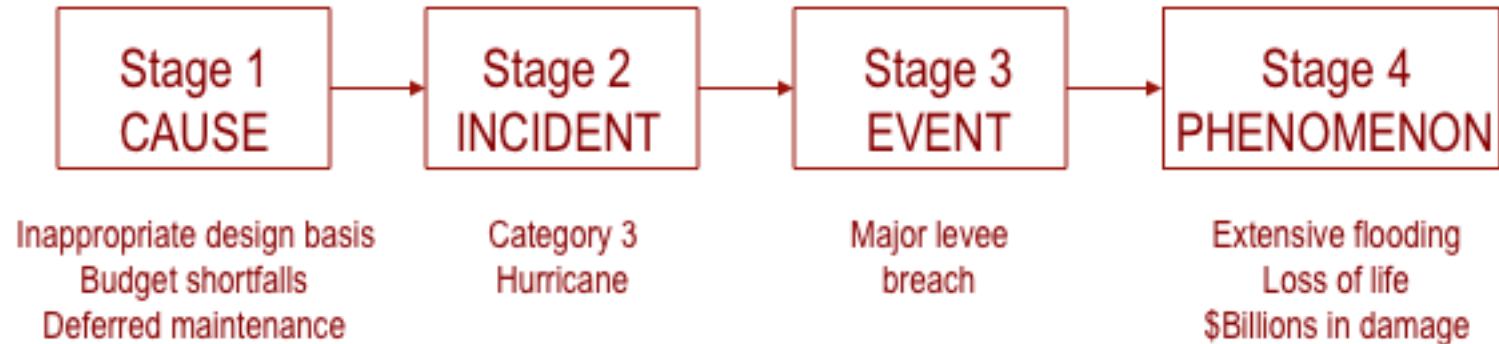 Stage 1
CAUSE
Stage 2
INCIDENT
Stage 3
EVENT
Stage 4
PHENOMENON
Inappropriate design basis
Budget shortfalls
Deferred maintenance
Category 3
Hurricane
Major levee
breach
Extensive flooding
Loss of life
$Billions in damage